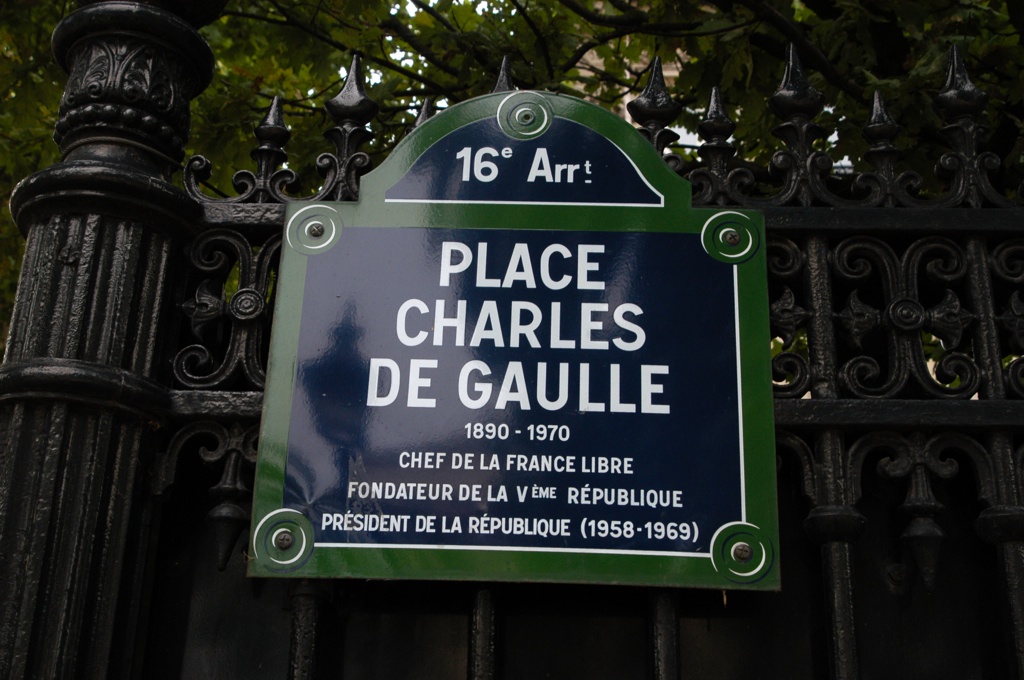 16e Arrt
PLACE
CHARLES
DE GAULLE
1890 - 1970
CHEF DE LA FRANCE LIBRE
FONDATEUR DE LA VÈME RÉPUBLIQUE
PRÉSIDENT DE LA RÉPUBLIQUE (1958-1969)